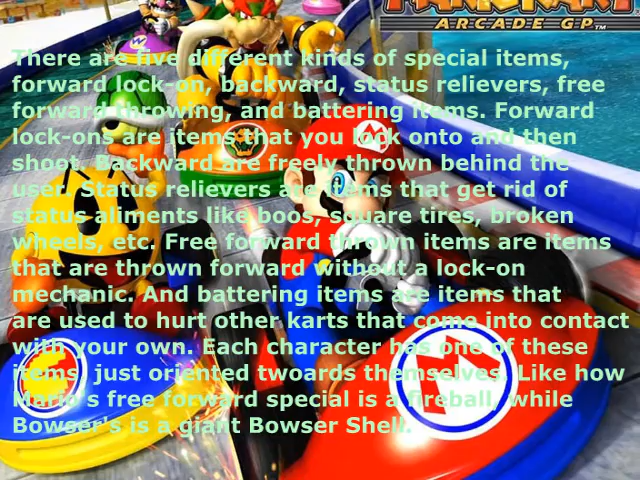 MARIO KART
ARCADE GP™
There are five different kinds of special items,
forward lock-on, backward, status relievers, free
forward throwing, and battering items. Forward
lock-ons are items that you lock onto and then
shoot. Backward are freely thrown behind the
user. Status relievers are items that get rid of
status aliments like boos, square tires, broken
wheels, etc. Free forward thrown items are items
that are thrown forward without a lock-on
mechanic. And battering items are items that
are used to hurt other karts that come into contact
with your own. Each character has one of these
items, just oriented twoards themselves. Like how
Mario's free forward special is a fireball, while
Bowser's is a giant Bowser Shell.
M
M